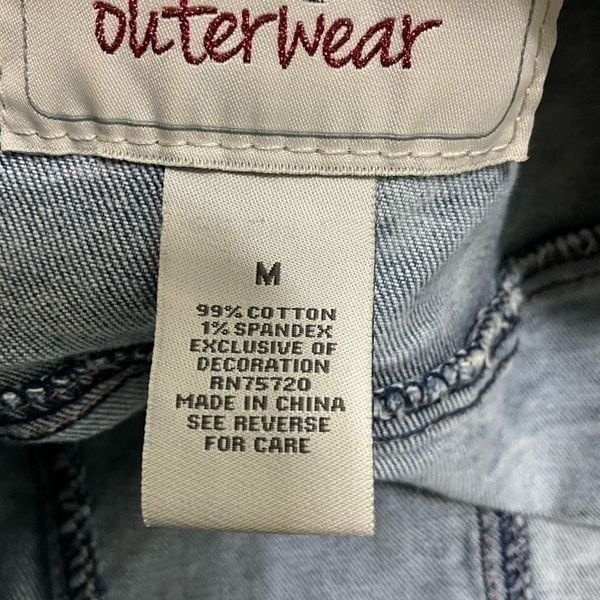 outerwear
M
99% COTTON
1% SPANDEX
EXCLUSIVE OF
DECORATION
RN75720
MADE IN CHINA
SEE REVERSE
FOR CARE